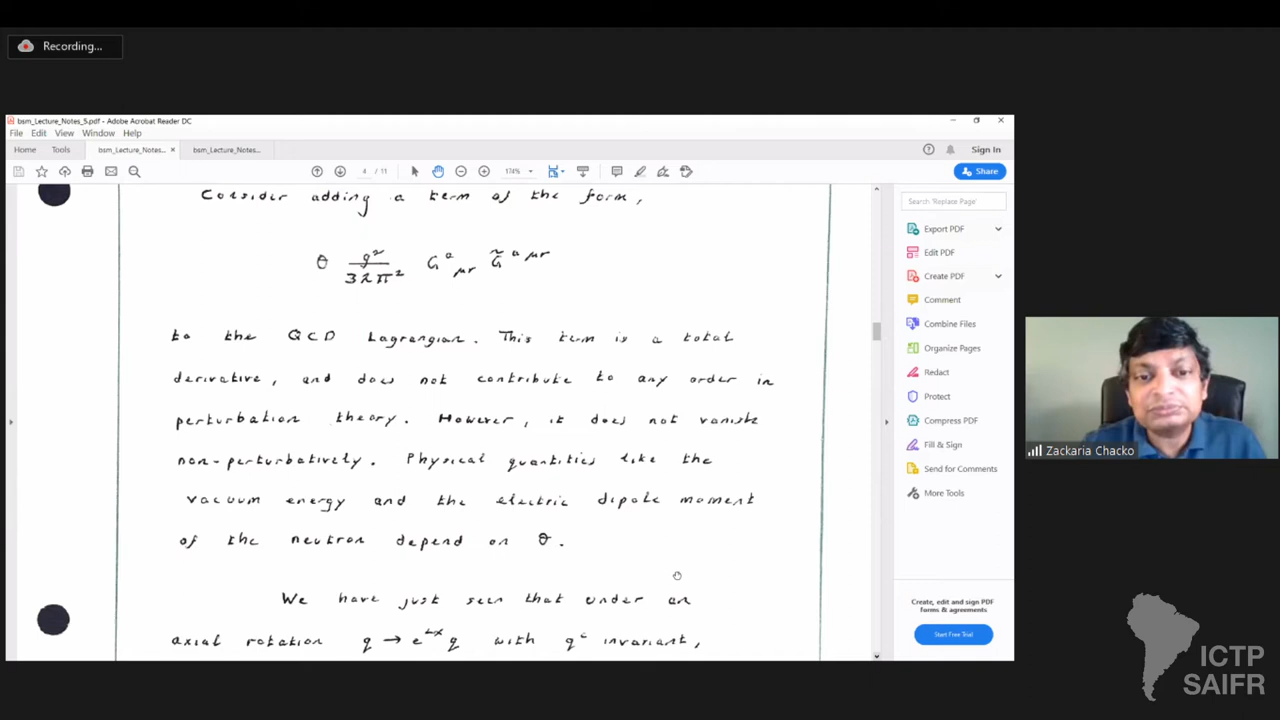 Recording...
bsm_Lecture_Notes_5.pdf - Adobe Acrobat Reader DC
File Edit View Window Help
Home Tools bsm_Lecture_Notes... × bsm_Lecture_Notes... Sign In
4 / 11 174% Share
Consider adding a term of the form,
θ g²/32π² G^a_μν G̃^a μν
to the QCD Lagrangian. This term is a total
derivative, and does not contribute to any order in
perturbation theory. However, it does not vanish
non-perturbatively. Physical quantities like the
vacuum energy and the electric dipole moment
of the neutron depend on θ.
We have just seen that under an
axial rotation q → e^iα q with q^c invariant,
Search 'Replace Page'
Export PDF
Edit PDF
Create PDF
Comment
Combine Files
Organize Pages
Redact
Protect
Compress PDF
Fill & Sign
Send for Comments
More Tools
Create, edit and sign PDF
forms & agreements
Start Free Trial
Zackaria Chacko
ICTP
SAIFR